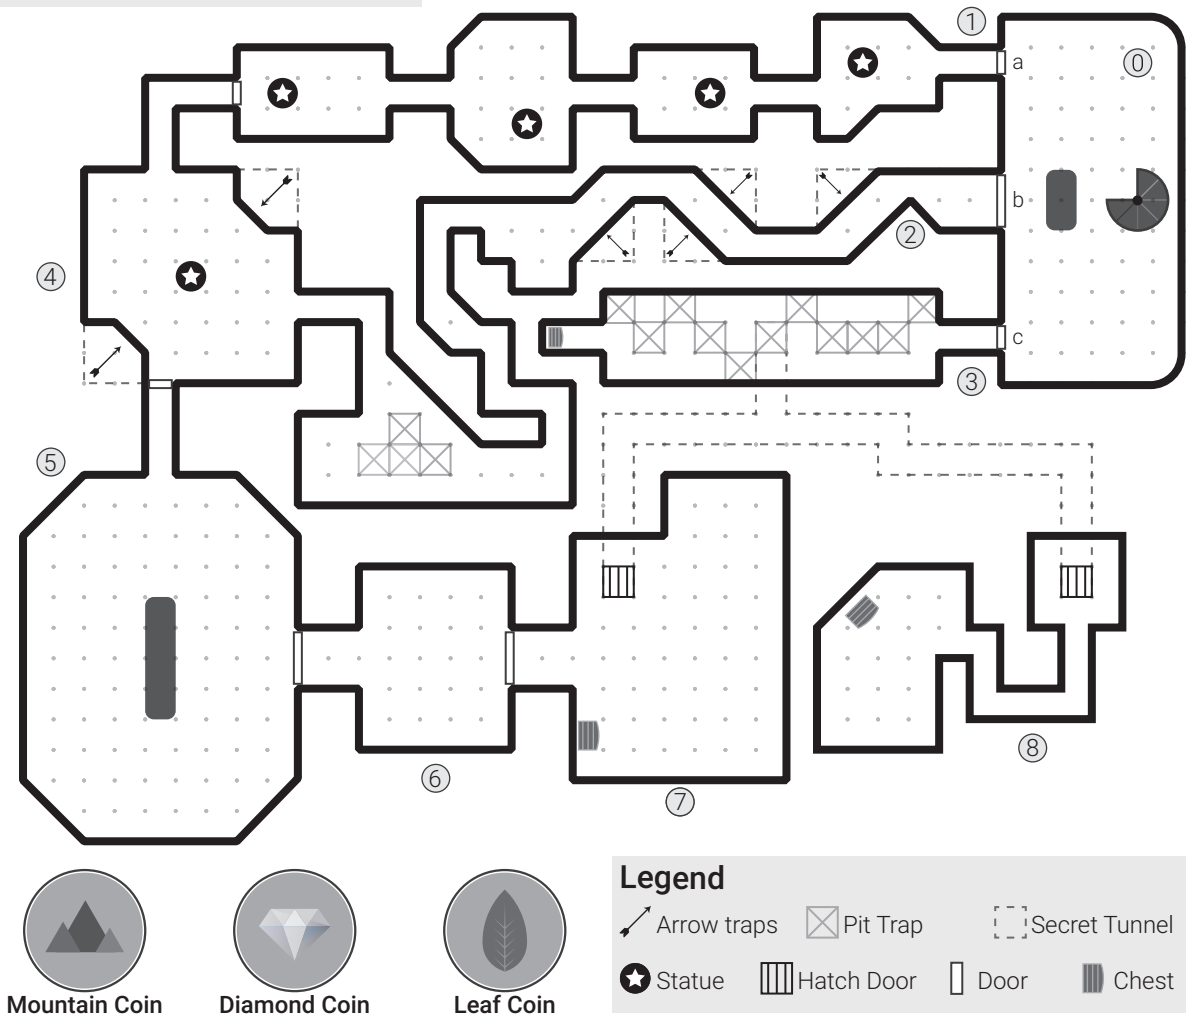 1
0
a
b
2
4
c
3
5
6
7
8
Legend
Arrow traps
Pit Trap
Secret Tunnel
Statue
Hatch Door
Door
Chest
Mountain Coin
Diamond Coin
Leaf Coin